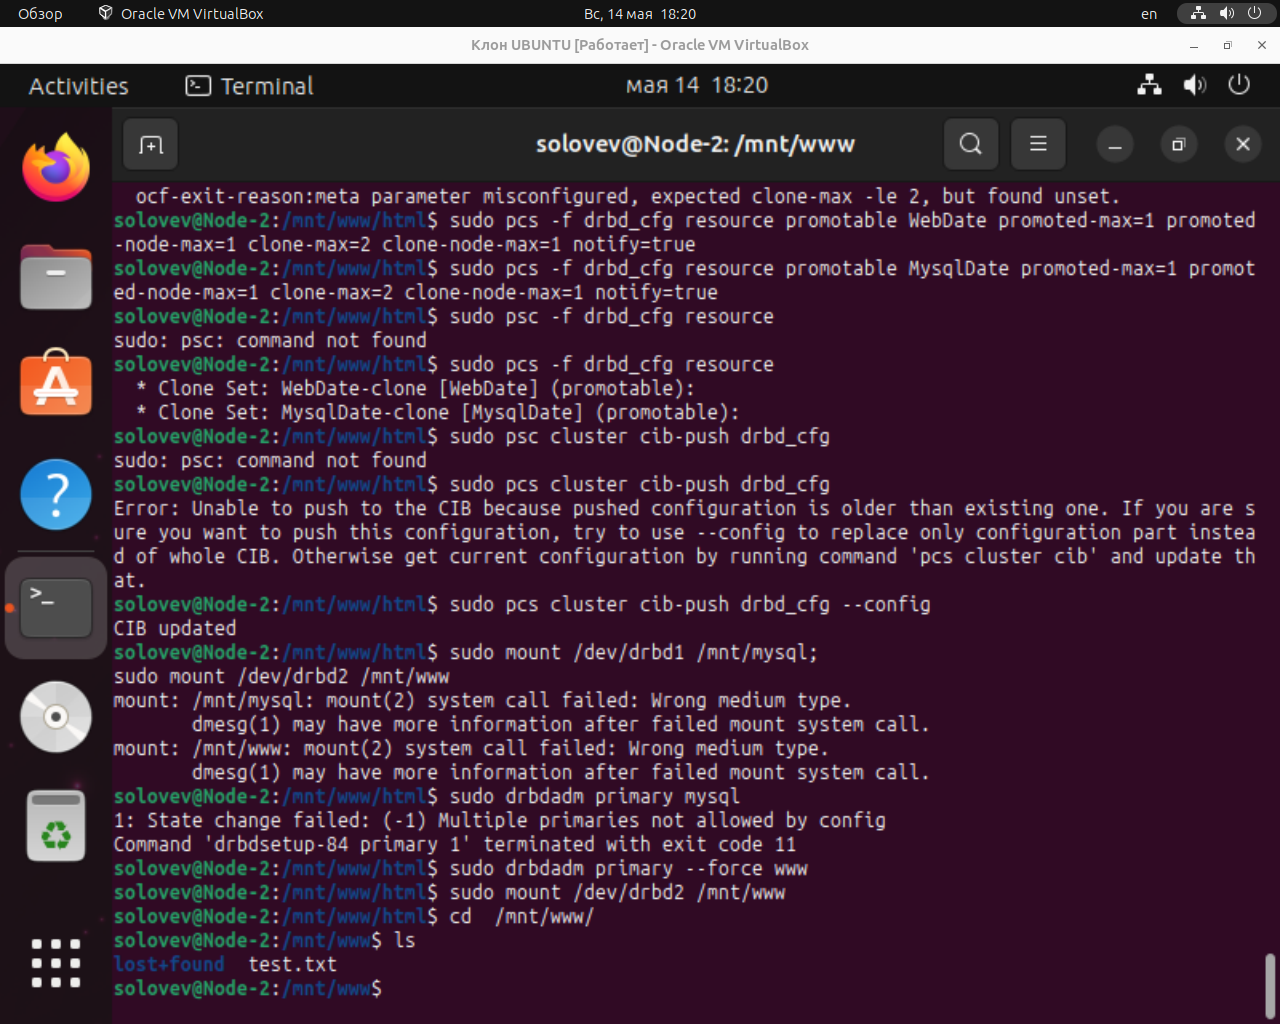 Обзор
Oracle VM VirtualBox
Вс, 14 мая 18:20
en
Клон UBUNTU [Работает] - Oracle VM VirtualBox
Activities
Terminal
мая 14 18:20
solovev@Node-2: /mnt/www
ocf-exit-reason:meta parameter misconfigured, expected clone-max -le 2, but found unset.
solovev@Node-2:/mnt/www/html$ sudo pcs -f drbd_cfg resource promotable WebDate promoted-max=1 promoted
-node-max=1 clone-max=2 clone-node-max=1 notify=true
solovev@Node-2:/mnt/www/html$ sudo pcs -f drbd_cfg resource promotable MysqlDate promoted-max=1 promot
ed-node-max=1 clone-max=2 clone-node-max=1 notify=true
solovev@Node-2:/mnt/www/html$ sudo psc -f drbd_cfg resource
sudo: psc: command not found
solovev@Node-2:/mnt/www/html$ sudo pcs -f drbd_cfg resource
* Clone Set: WebDate-clone [WebDate] (promotable):
* Clone Set: MysqlDate-clone [MysqlDate] (promotable):
solovev@Node-2:/mnt/www/html$ sudo psc cluster cib-push drbd_cfg
sudo: psc: command not found
solovev@Node-2:/mnt/www/html$ sudo pcs cluster cib-push drbd_cfg
Error: Unable to push to the CIB because pushed configuration is older than existing one. If you are s
ure you want to push this configuration, try to use --config to replace only configuration part instea
d of whole CIB. Otherwise get current configuration by running command 'pcs cluster cib' and update th
at.
solovev@Node-2:/mnt/www/html$ sudo pcs cluster cib-push drbd_cfg --config
CIB updated
solovev@Node-2:/mnt/www/html$ sudo mount /dev/drbd1 /mnt/mysql;
sudo mount /dev/drbd2 /mnt/www
mount: /mnt/mysql: mount(2) system call failed: Wrong medium type.
dmesg(1) may have more information after failed mount system call.
mount: /mnt/www: mount(2) system call failed: Wrong medium type.
dmesg(1) may have more information after failed mount system call.
solovev@Node-2:/mnt/www/html$ sudo drbdadm primary mysql
1: State change failed: (-1) Multiple primaries not allowed by config
Command 'drbdsetup-84 primary 1' terminated with exit code 11
solovev@Node-2:/mnt/www/html$ sudo drbdadm primary --force www
solovev@Node-2:/mnt/www/html$ sudo mount /dev/drbd2 /mnt/www
solovev@Node-2:/mnt/www/html$ cd  /mnt/www/
solovev@Node-2:/mnt/www$ ls
lost+found  test.txt
solovev@Node-2:/mnt/www$